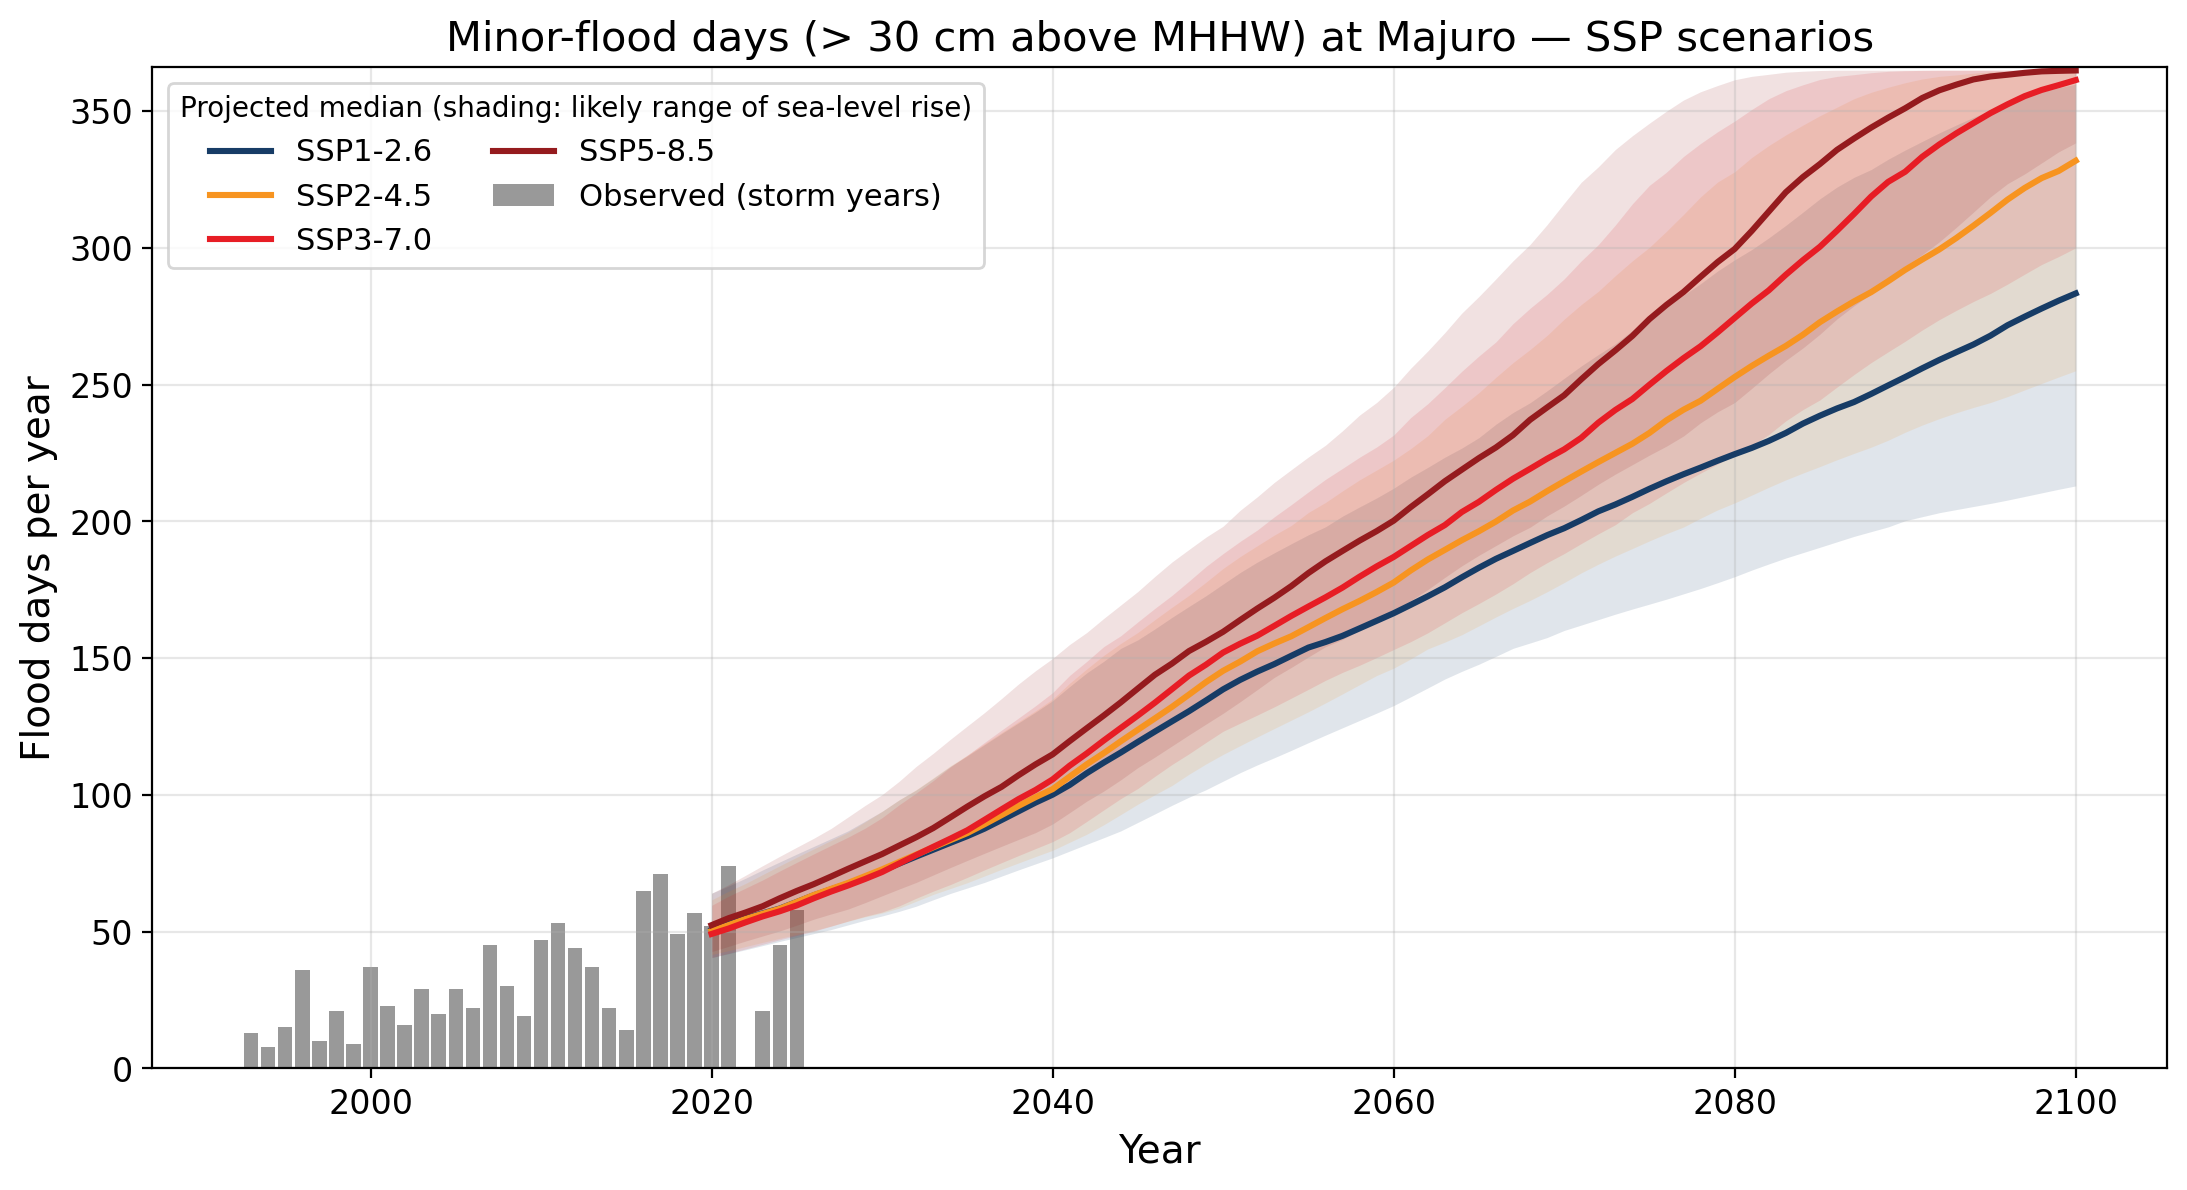 Minor-flood days (> 30 cm above MHHW) at Majuro — SSP scenarios
Projected median (shading: likely range of sea-level rise)
SSP1-2.6
SSP2-4.5
SSP3-7.0
SSP5-8.5
Observed (storm years)
Flood days per year
350
300
250
200
150
100
50
0
2000
2020
2040
2060
2080
2100
Year